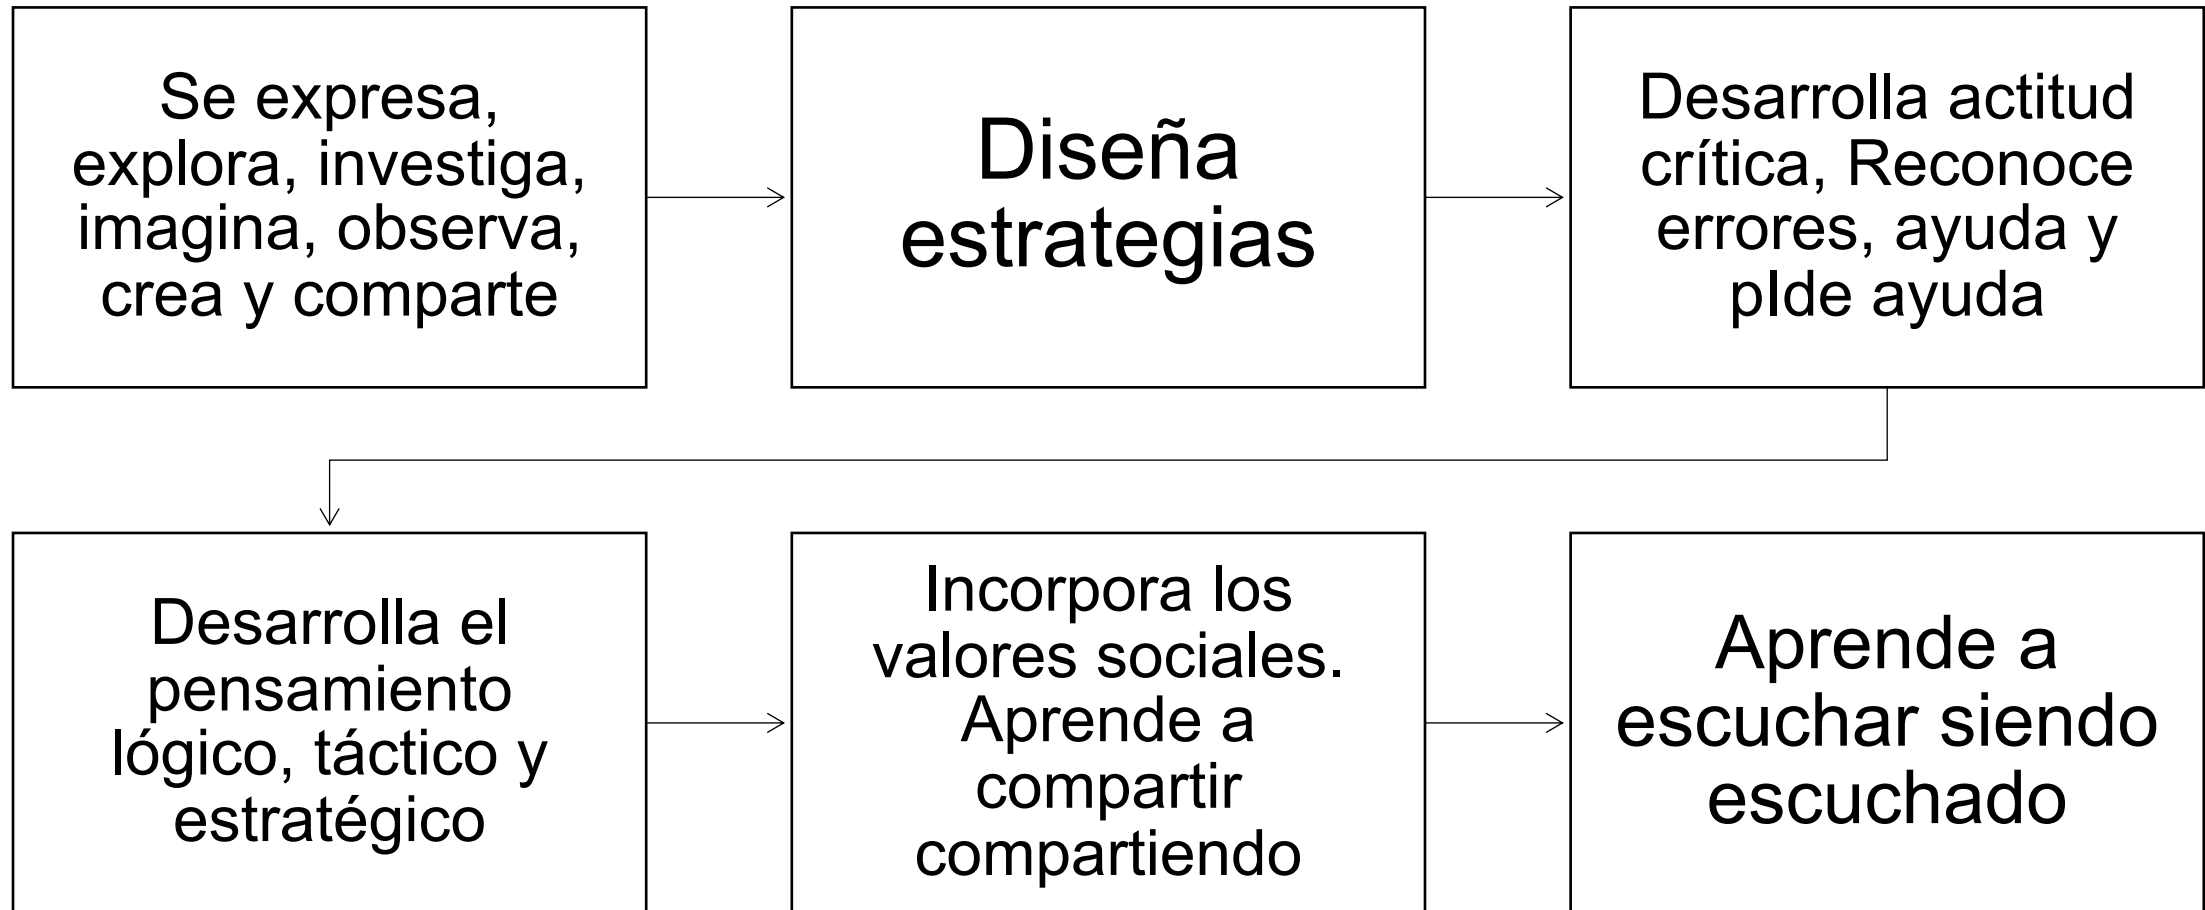 Se expresa,
explora, investiga,
imagina, observa,
crea y comparte
Diseña
estrategias
Desarrolla actitud
crítica, Reconoce
errores, ayuda y
pIde ayuda
Desarrolla el
pensamiento
lógico, táctico y
estratégico
Incorpora los
valores sociales.
Aprende a
compartir
compartiendo
Aprende a
escuchar siendo
escuchado